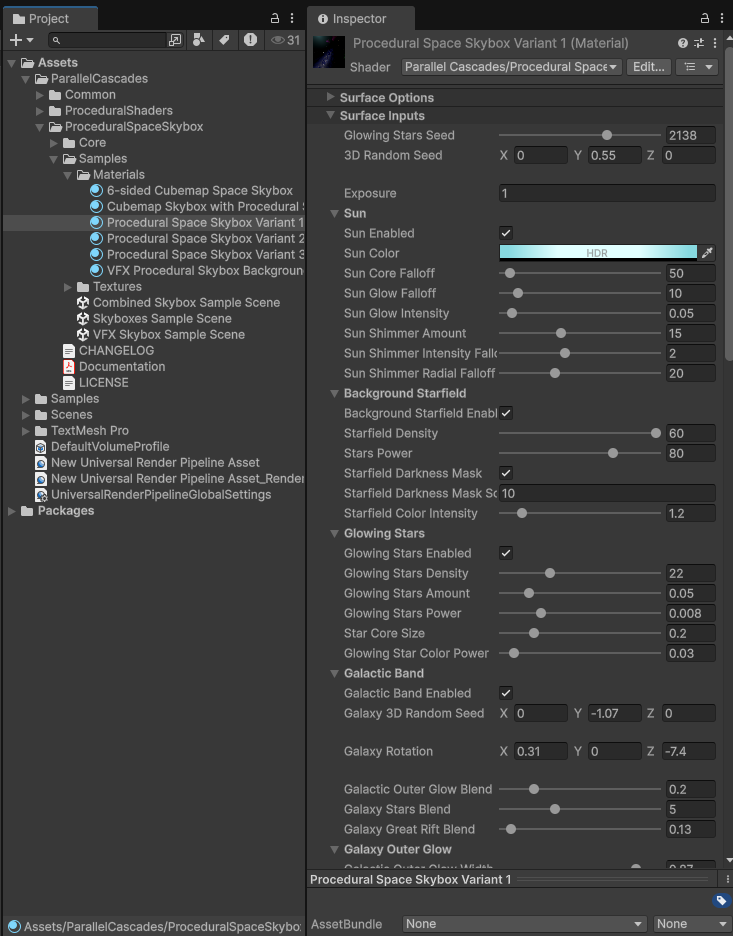 Project
31
Assets
ParallelCascades
Common
ProceduralShaders
ProceduralSpaceSkybox
Core
Samples
Materials
6-sided Cubemap Space Skybox
Cubemap Skybox with Procedural
Procedural Space Skybox Variant 1
Procedural Space Skybox Variant 2
Procedural Space Skybox Variant 3
VFX Procedural Skybox Backgroun
Textures
Combined Skybox Sample Scene
Skyboxes Sample Scene
VFX Skybox Sample Scene
CHANGELOG
Documentation
LICENSE
Samples
Scenes
TextMesh Pro
DefaultVolumeProfile
New Universal Render Pipeline Asset
New Universal Render Pipeline Asset_Render
UniversalRenderPipelineGlobalSettings
Packages
Assets/ParallelCascades/ProceduralSpaceSkybo
Inspector
Procedural Space Skybox Variant 1 (Material)
Shader Parallel Cascades/Procedural Space Edit...
Surface Options
Surface Inputs
Glowing Stars Seed 2138
3D Random Seed X 0 Y 0.55 Z 0
Exposure 1
Sun
Sun Enabled
Sun Color HDR
Sun Core Falloff 50
Sun Glow Falloff 10
Sun Glow Intensity 0.05
Sun Shimmer Amount 15
Sun Shimmer Intensity Fall 2
Sun Shimmer Radial Falloff 20
Background Starfield
Background Starfield Enabl
Starfield Density 60
Stars Power 80
Starfield Darkness Mask
Starfield Darkness Mask Sc 10
Starfield Color Intensity 1.2
Glowing Stars
Glowing Stars Enabled
Glowing Stars Density 22
Glowing Stars Amount 0.05
Glowing Stars Power 0.008
Star Core Size 0.2
Glowing Star Color Power 0.03
Galactic Band
Galactic Band Enabled
Galaxy 3D Random Seed X 0 Y -1.07 Z 0
Galaxy Rotation X 0.31 Y 0 Z -7.4
Galactic Outer Glow Blend 0.2
Galaxy Stars Blend 5
Galaxy Great Rift Blend 0.13
Galaxy Outer Glow
Galactic Outer Glow Width 0.97
Procedural Space Skybox Variant 1
AssetBundle None None